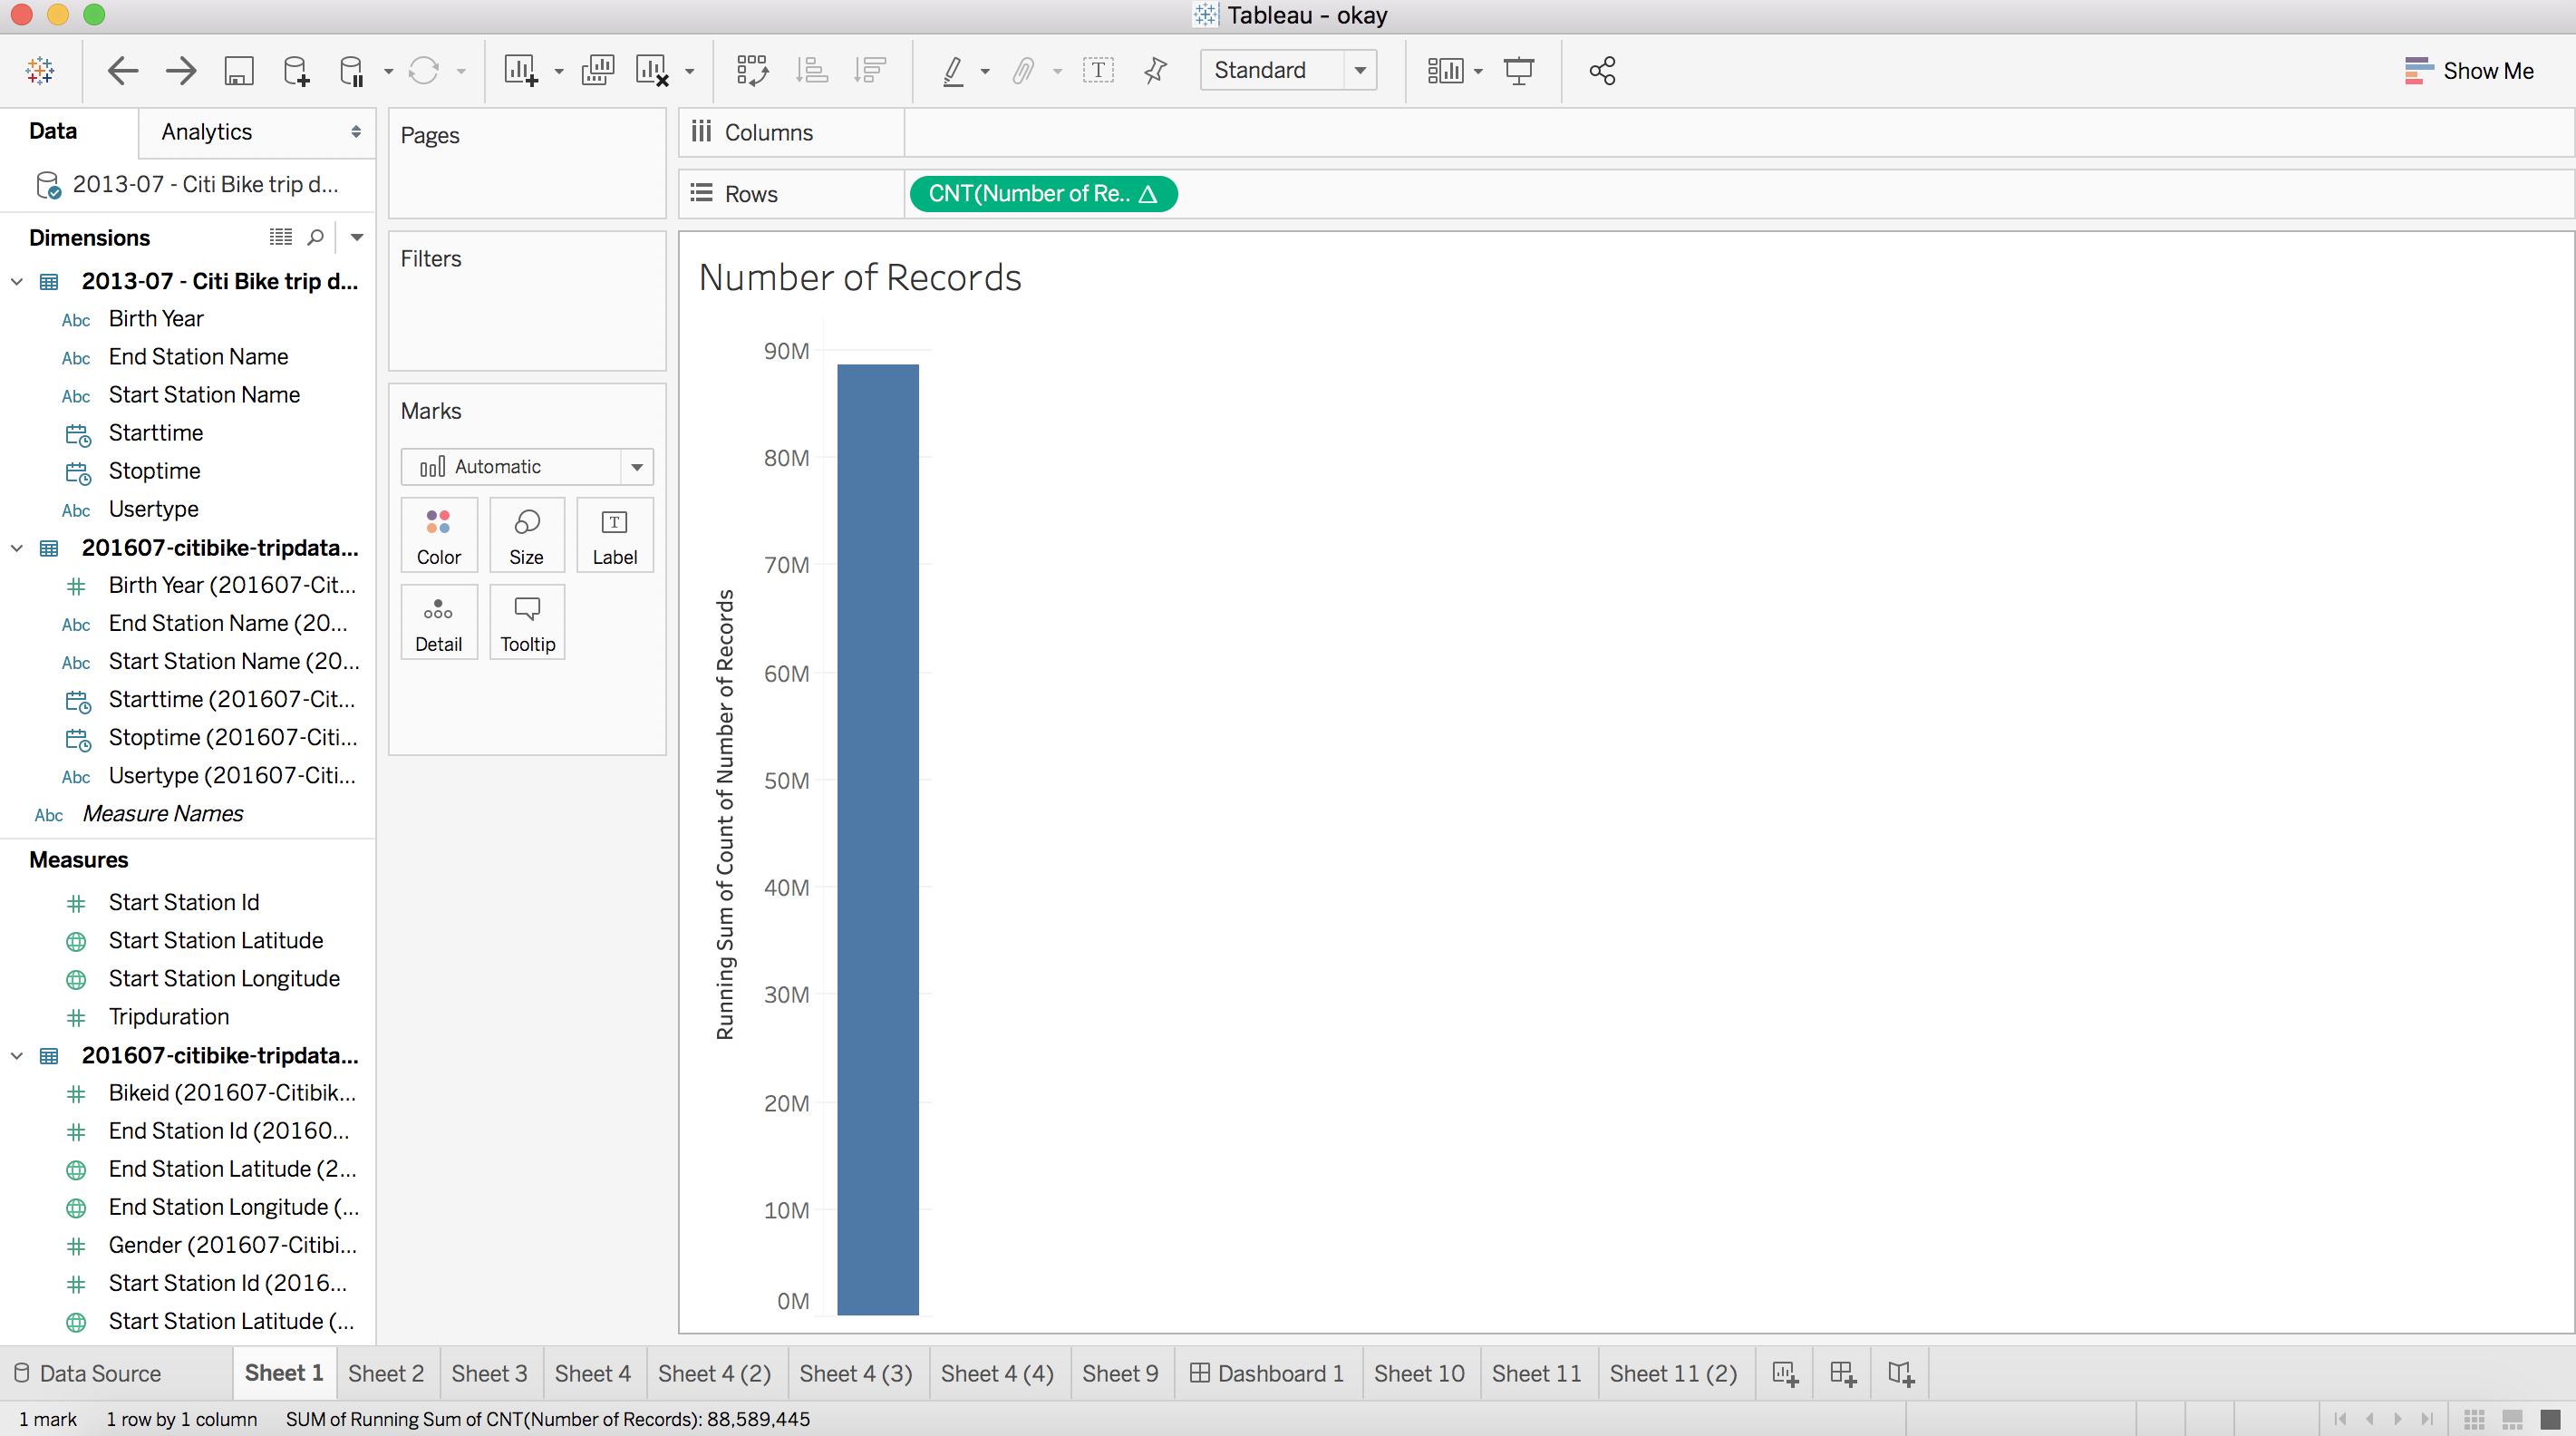 Tableau - okay
Standard
Show Me
Data
Analytics
2013-07 - Citi Bike trip d...
Dimensions
2013-07 - Citi Bike trip d...
Abc Birth Year
Abc End Station Name
Abc Start Station Name
Starttime
Stoptime
Abc Usertype
201607-citibike-tripdata...
Birth Year (201607-Cit...
Abc End Station Name (20...
Abc Start Station Name (20...
Starttime (201607-Cit...
Stoptime (201607-Citi...
Abc Usertype (201607-Citi...
Abc Measure Names
Measures
Start Station Id
Start Station Latitude
Start Station Longitude
Tripduration
201607-citibike-tripdata...
Bikeid (201607-Citibik...
End Station Id (20160...
End Station Latitude (2...
End Station Longitude (...
Gender (201607-Citibi...
Start Station Id (2016...
Start Station Latitude (...
Pages
Filters
Marks
Automatic
Color Size Label
Detail Tooltip
Columns
Rows CNT(Number of Re..
Number of Records
Running Sum of Count of Number of Records
90M
80M
70M
60M
50M
40M
30M
20M
10M
0M
Data Source Sheet 1 Sheet 2 Sheet 3 Sheet 4 Sheet 4 (2) Sheet 4 (3) Sheet 4 (4) Sheet 9 Dashboard 1 Sheet 10 Sheet 11 Sheet 11 (2)
1 mark 1 row by 1 column SUM of Running Sum of CNT(Number of Records): 88,589,445